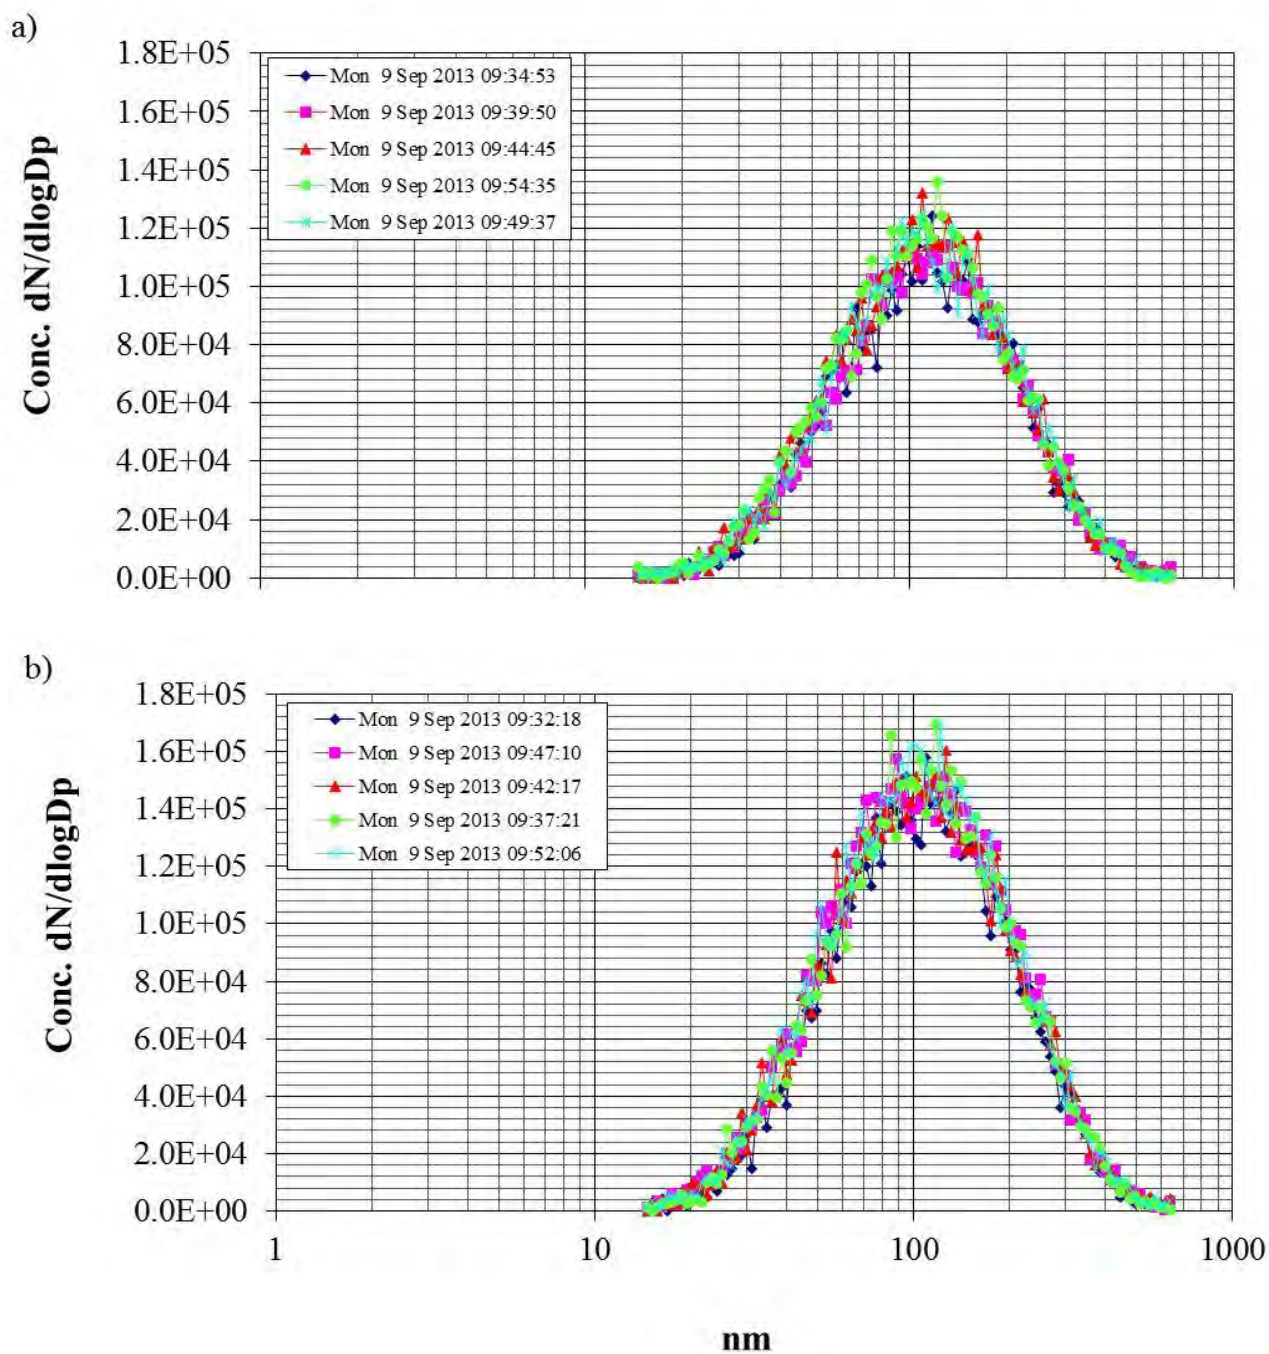 a)
1.8E+05
1.6E+05
1.4E+05
1.2E+05
1.0E+05
8.0E+04
6.0E+04
4.0E+04
2.0E+04
0.0E+00
Conc. dN/dlogDp
Mon 9 Sep 2013 09:34:53
Mon 9 Sep 2013 09:39:50
Mon 9 Sep 2013 09:44:45
Mon 9 Sep 2013 09:54:35
Mon 9 Sep 2013 09:49:37
b)
1.8E+05
1.6E+05
1.4E+05
1.2E+05
1.0E+05
8.0E+04
6.0E+04
4.0E+04
2.0E+04
0.0E+00
Conc. dN/dlogDp
Mon 9 Sep 2013 09:32:18
Mon 9 Sep 2013 09:47:10
Mon 9 Sep 2013 09:42:17
Mon 9 Sep 2013 09:37:21
Mon 9 Sep 2013 09:52:06
1 10 100 1000
nm